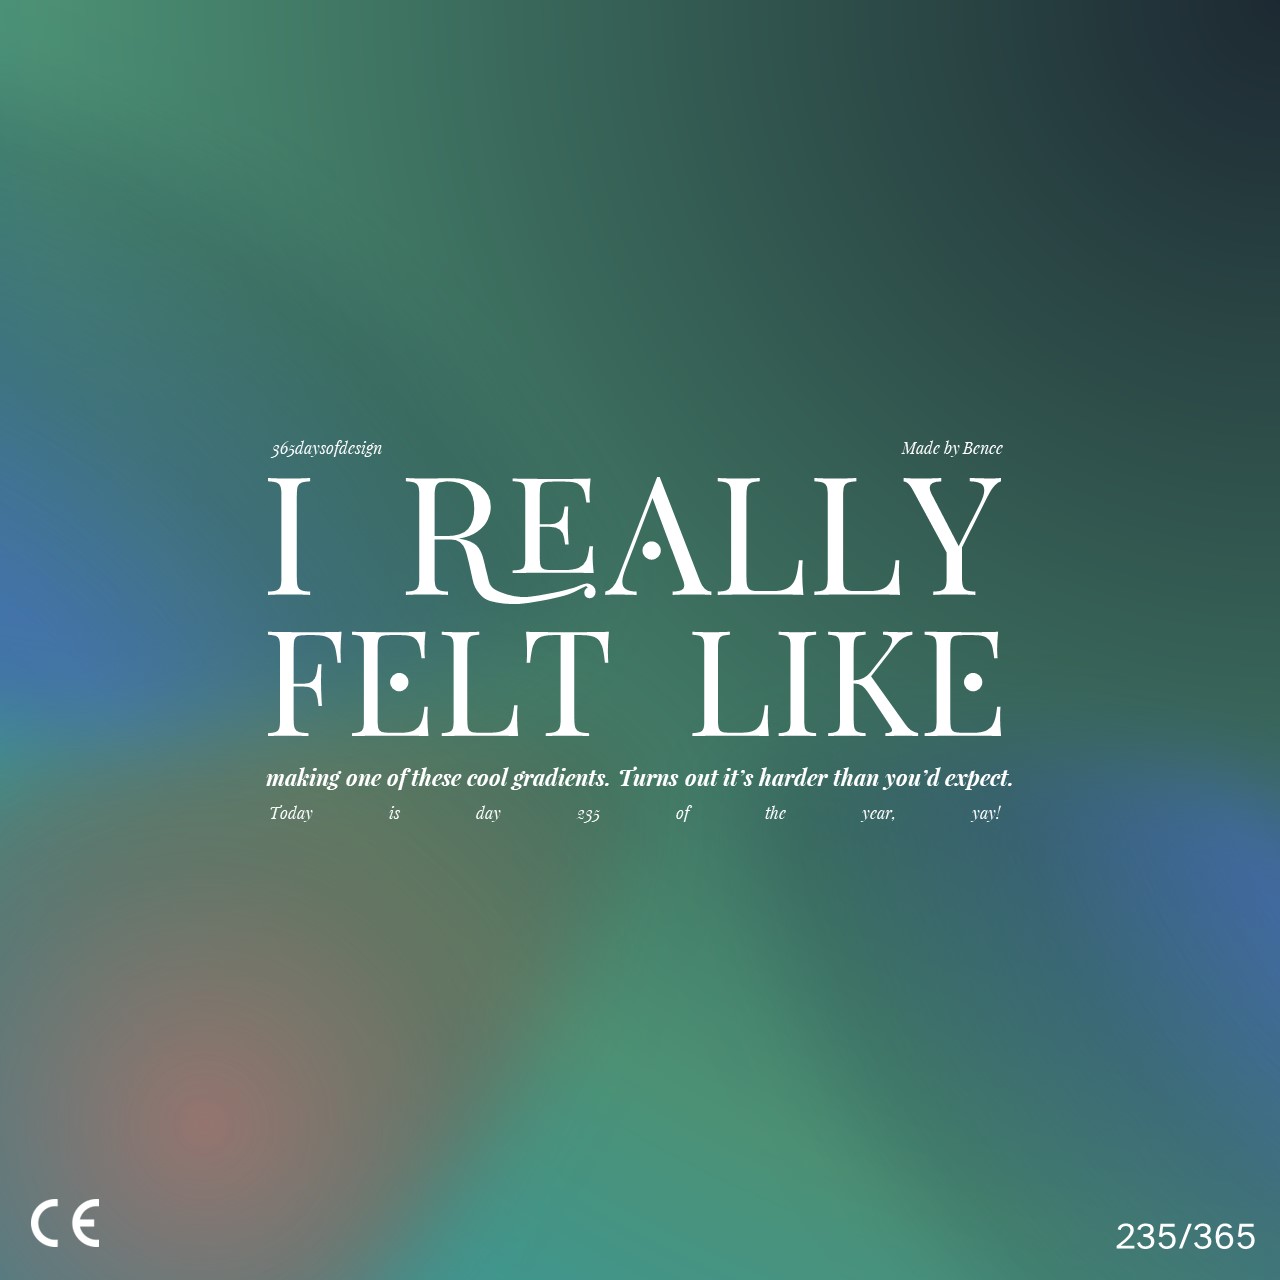 365daysofdesign Made by Bence
I REALLY
FELT LIKE
making one of these cool gradients. Turns out it’s harder than you’d expect.
Today is day 235 of the year, yay!
CE 235/365